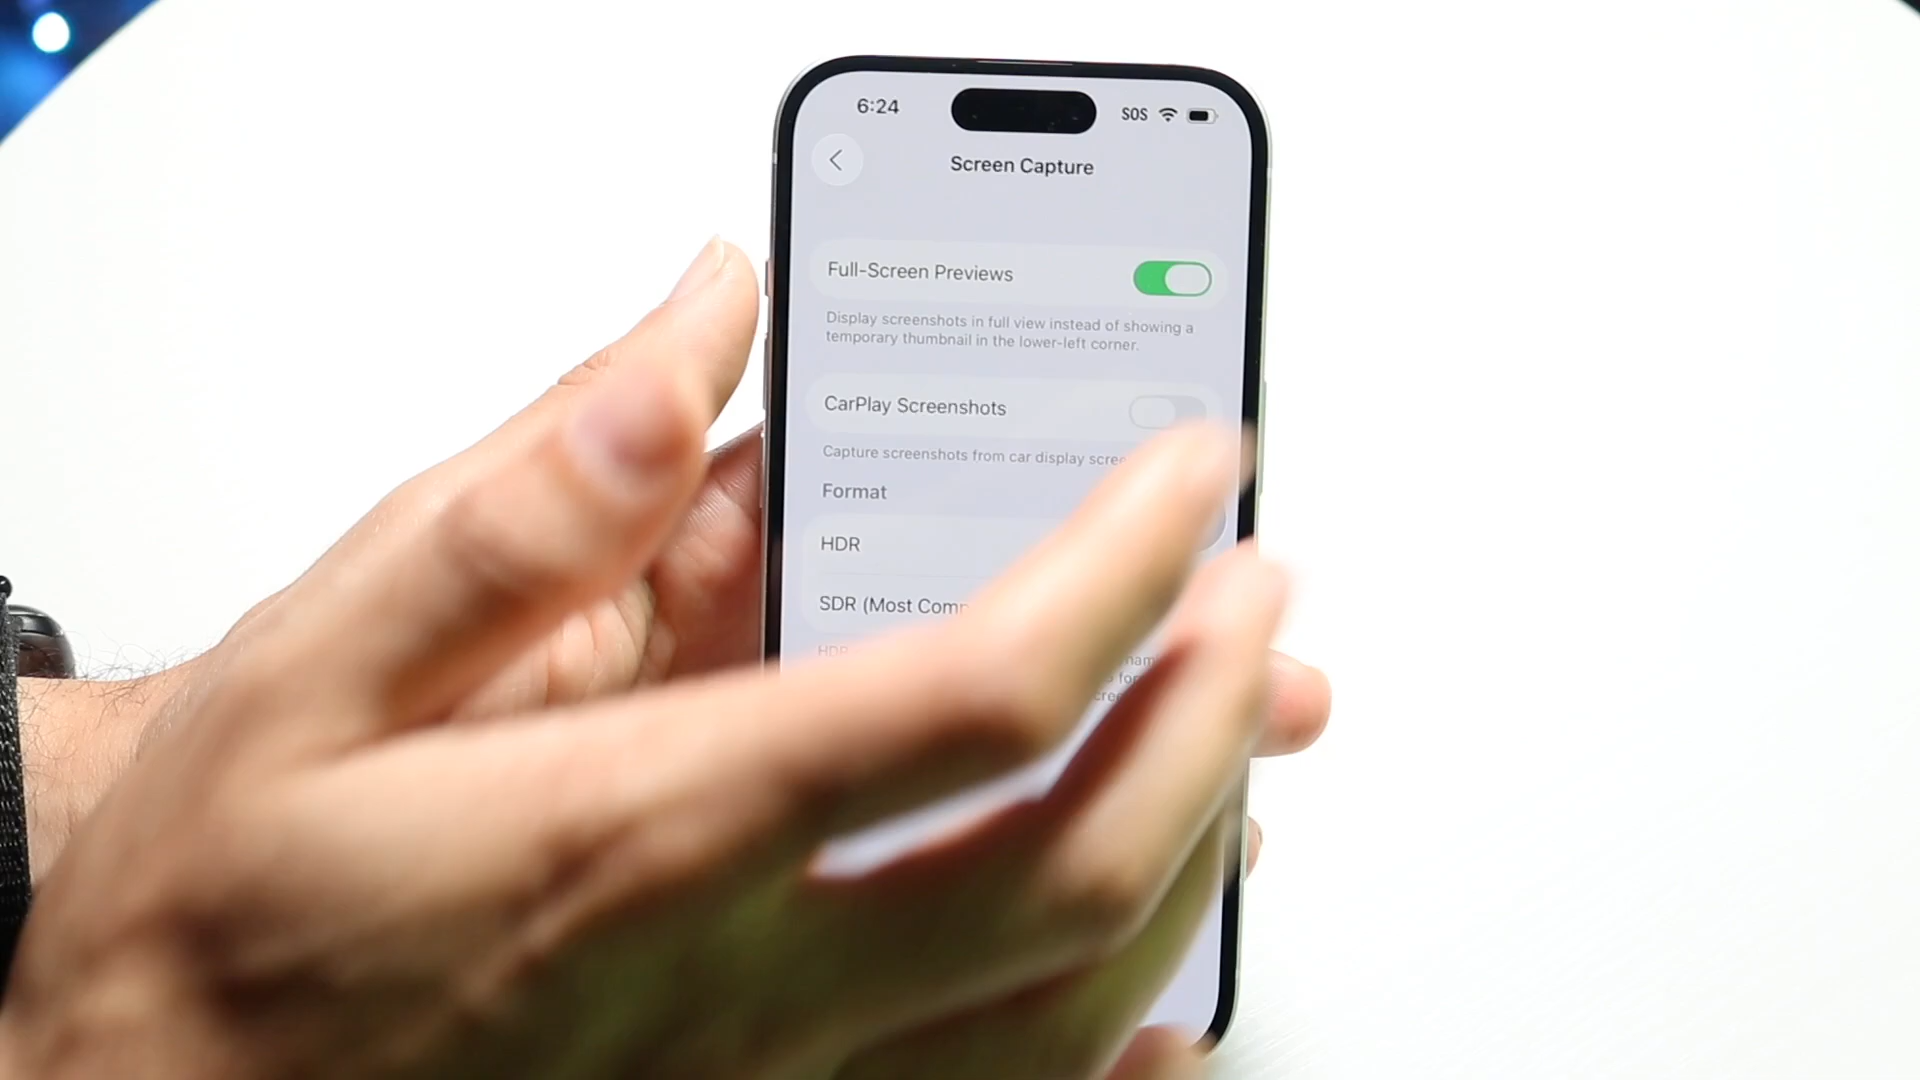 6:24
SOS
Screen Capture
Full-Screen Previews
Display screenshots in full view instead of showing a
temporary thumbnail in the lower-left corner.
CarPlay Screenshots
Capture screenshots from car display
Format
HDR
SDR (Most
HDR